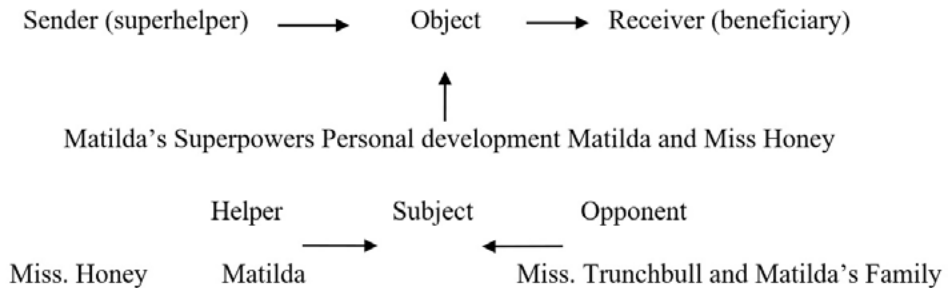 Sender (superhelper) Object Receiver (beneficiary)
Matilda's Superpowers Personal development Matilda and Miss Honey
Helper Subject Opponent
Miss. Honey Matilda Miss. Trunchbull and Matilda's Family